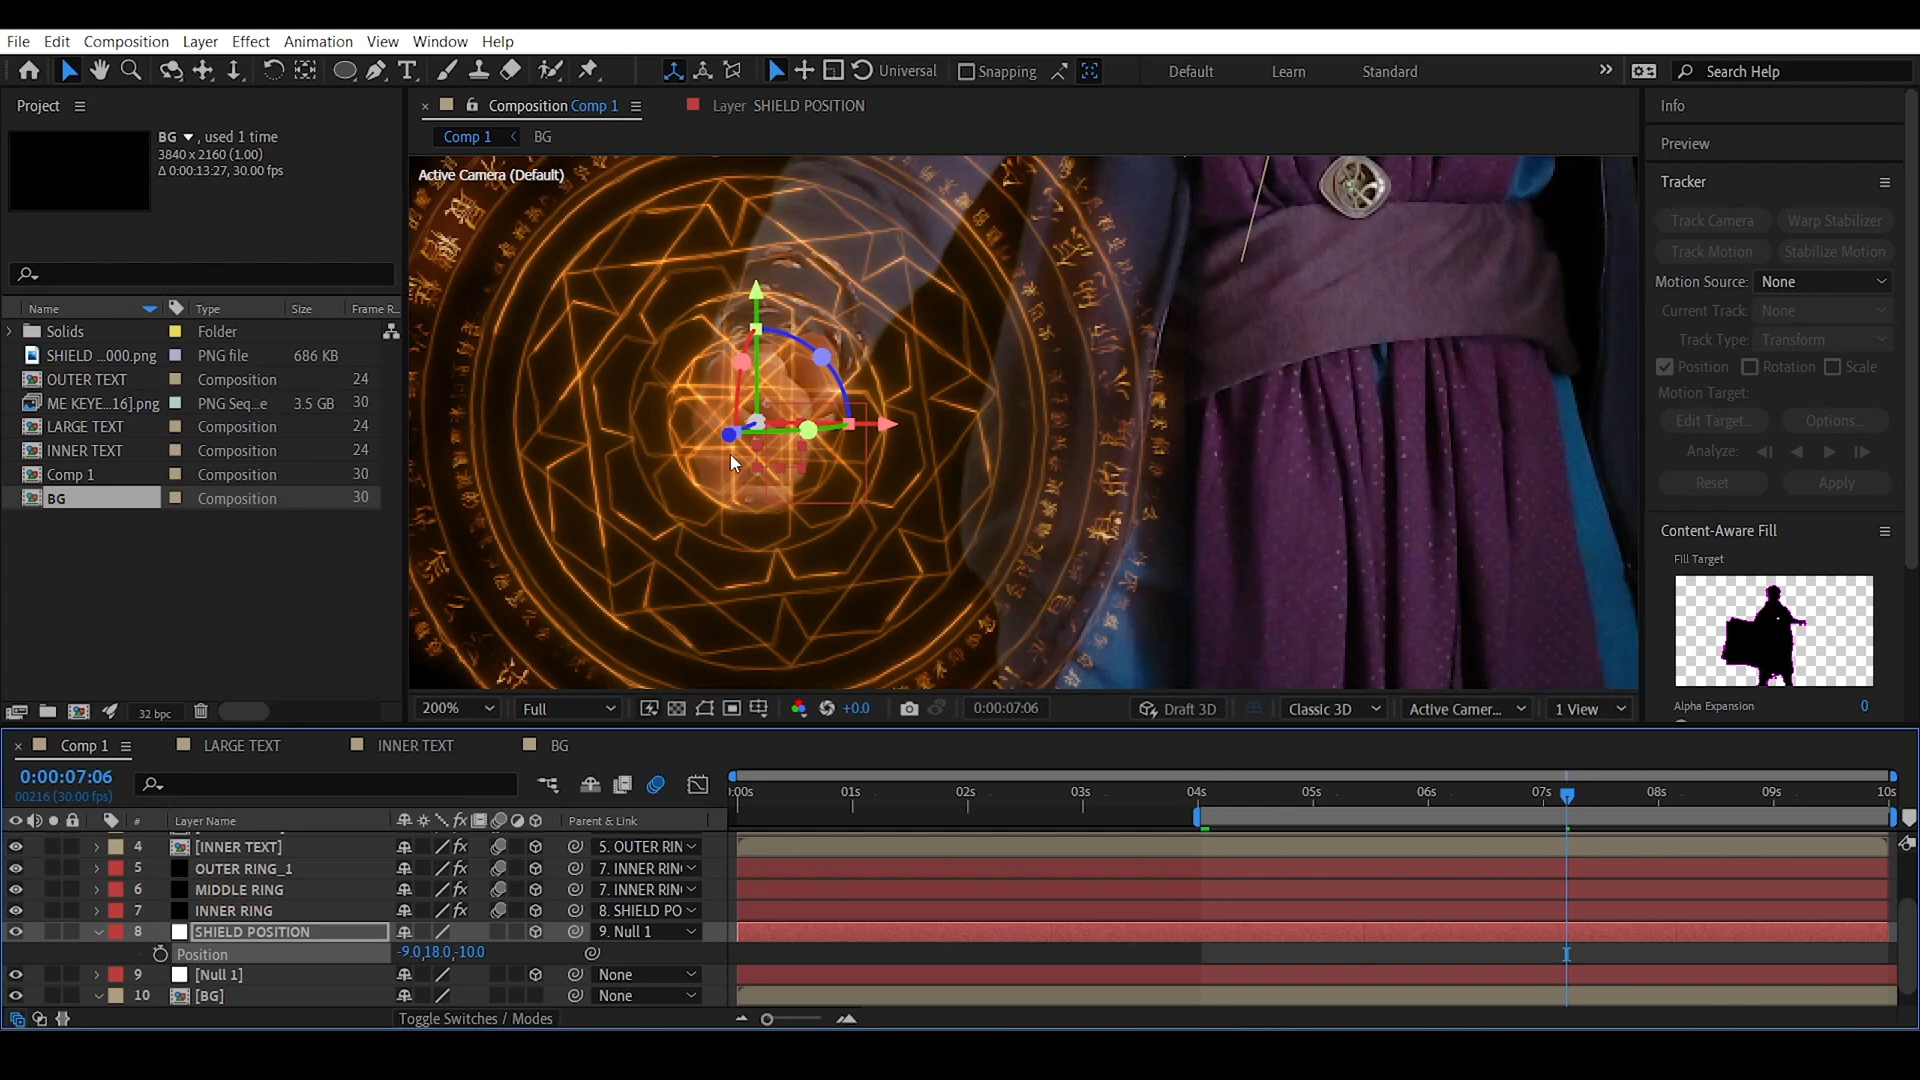 File Edit Composition Layer Effect Animation View Window Help
Universal Snapping Default Learn Standard Search Help
Project
BG , used 1 time
3840 x 2160 (1.00)
Δ 0:00:13:27, 30.00 fps
Name Type Size Frame R...
Solids Folder
SHIELD ...000.png PNG file 686 KB
OUTER TEXT Composition 24
ME KEYE...16].png PNG Seq...e 3.5 GB 30
LARGE TEXT Composition 24
INNER TEXT Composition 24
Comp 1 Composition 30
BG Composition 30
32 bpc
Composition Comp 1 Layer SHIELD POSITION
Comp 1 BG
Active Camera (Default)
200% Full +0.0 0:00:07:06 Draft 3D Classic 3D Active Camer... 1 View
Info
Preview
Tracker
Track Camera Warp Stabilizer
Track Motion Stabilize Motion
Motion Source: None
Current Track: None
Track Type: Transform
Position Rotation Scale
Motion Target:
Edit Target... Options...
Analyze:
Reset Apply
Content-Aware Fill
Fill Target
Alpha Expansion 0
Comp 1 LARGE TEXT INNER TEXT BG
0:00:07:06
00216 (30.00 fps)
:00s 01s 02s 03s 04s 05s 06s 07s 08s 09s 10s
# Layer Name fx Parent & Link
4 [INNER TEXT] fx 5. OUTER RIN
5 OUTER RING_1 fx 7. INNER RIN
6 MIDDLE RING fx 7. INNER RIN
7 INNER RING fx 8. SHIELD PO
8 SHIELD POSITION 9. Null 1
Position -9.0,18.0,-10.0
9 [Null 1] None
10 [BG] None
Toggle Switches / Modes